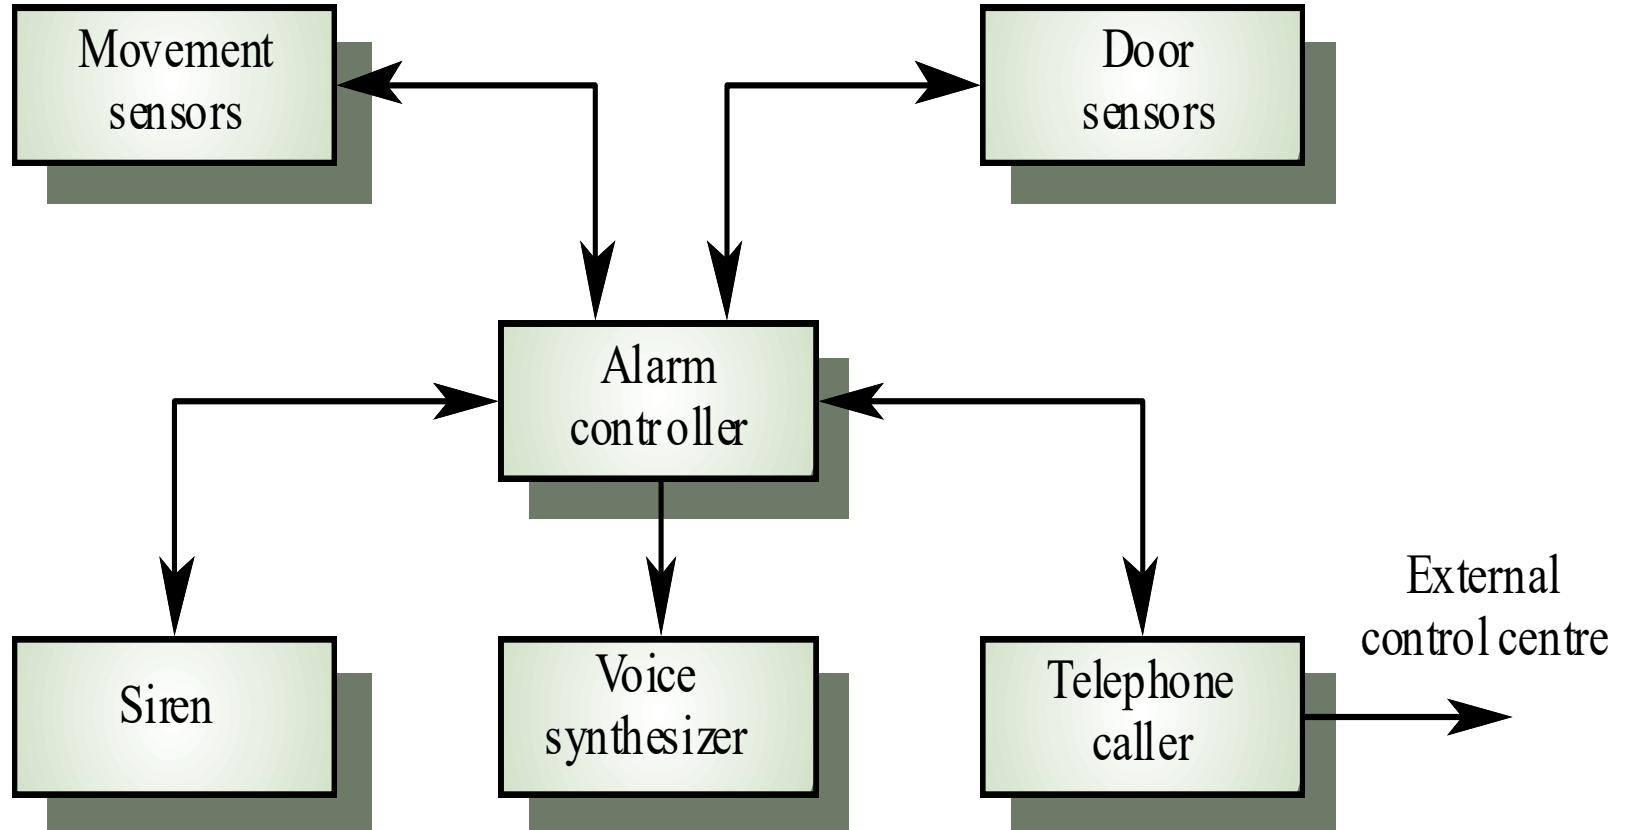 Movement
sensors
Door
sensors
Alarm
controller
Siren
Voice
synthesizer
Telephone
caller
External
control centre